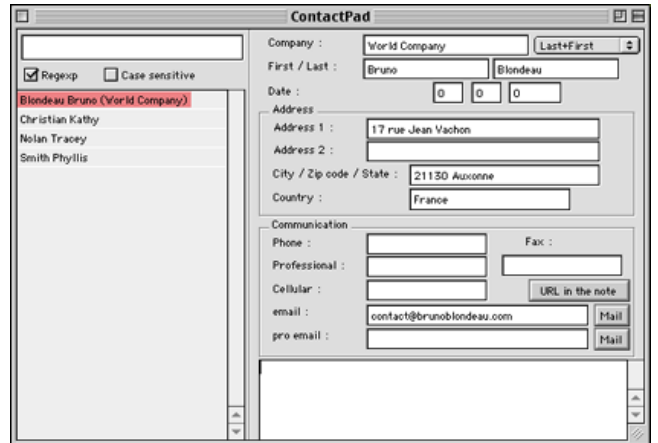 ContactPad
Regexp
Case sensitive
Blondeau Bruno (World Company)
Christian Kathy
Nolan Tracey
Smith Phyllis
Company :
World Company
Last+First
First / Last :
Bruno
Blondeau
Date :
0
0
0
Address
Address 1 :
17 rue Jean Vachon
Address 2 :
City / Zip code / State :
21130 Auxonne
Country :
France
Communication
Phone :
Fax :
Professional :
Cellular :
URL in the note
email :
contact@brunoblondeau.com
Mail
pro email :
Mail